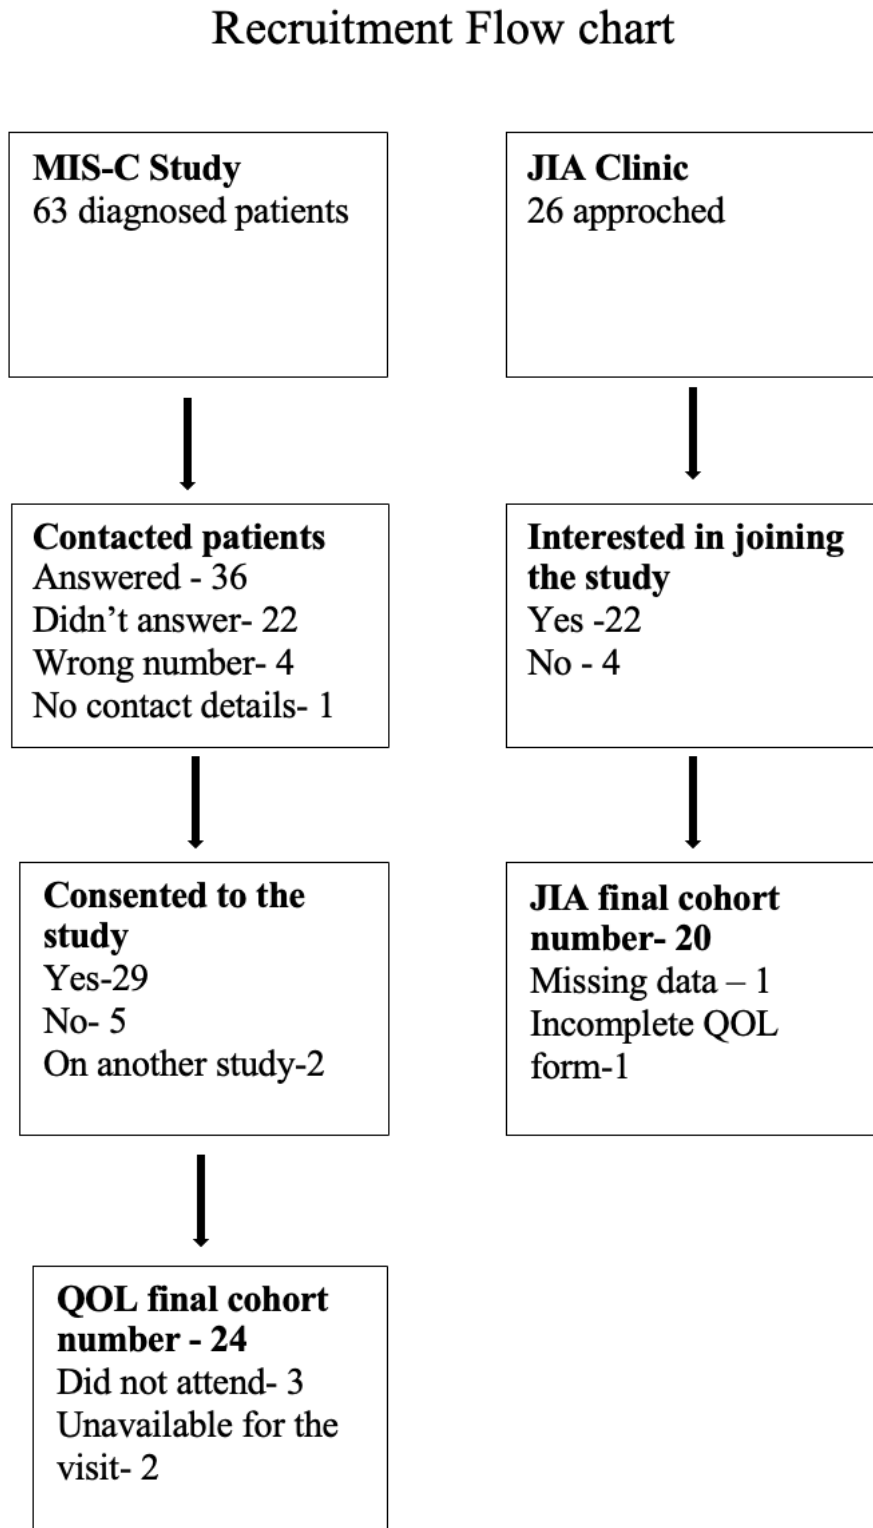 Recruitment Flow chart
MIS-C Study
63 diagnosed patients
JIA Clinic
26 approched
Contacted patients
Answered - 36
Didn’t answer- 22
Wrong number- 4
No contact details- 1
Interested in joining
the study
Yes -22
No - 4
Consented to the
study
Yes-29
No- 5
On another study-2
JIA final cohort
number- 20
Missing data – 1
Incomplete QOL
form-1
QOL final cohort
number - 24
Did not attend- 3
Unavailable for the
visit- 2